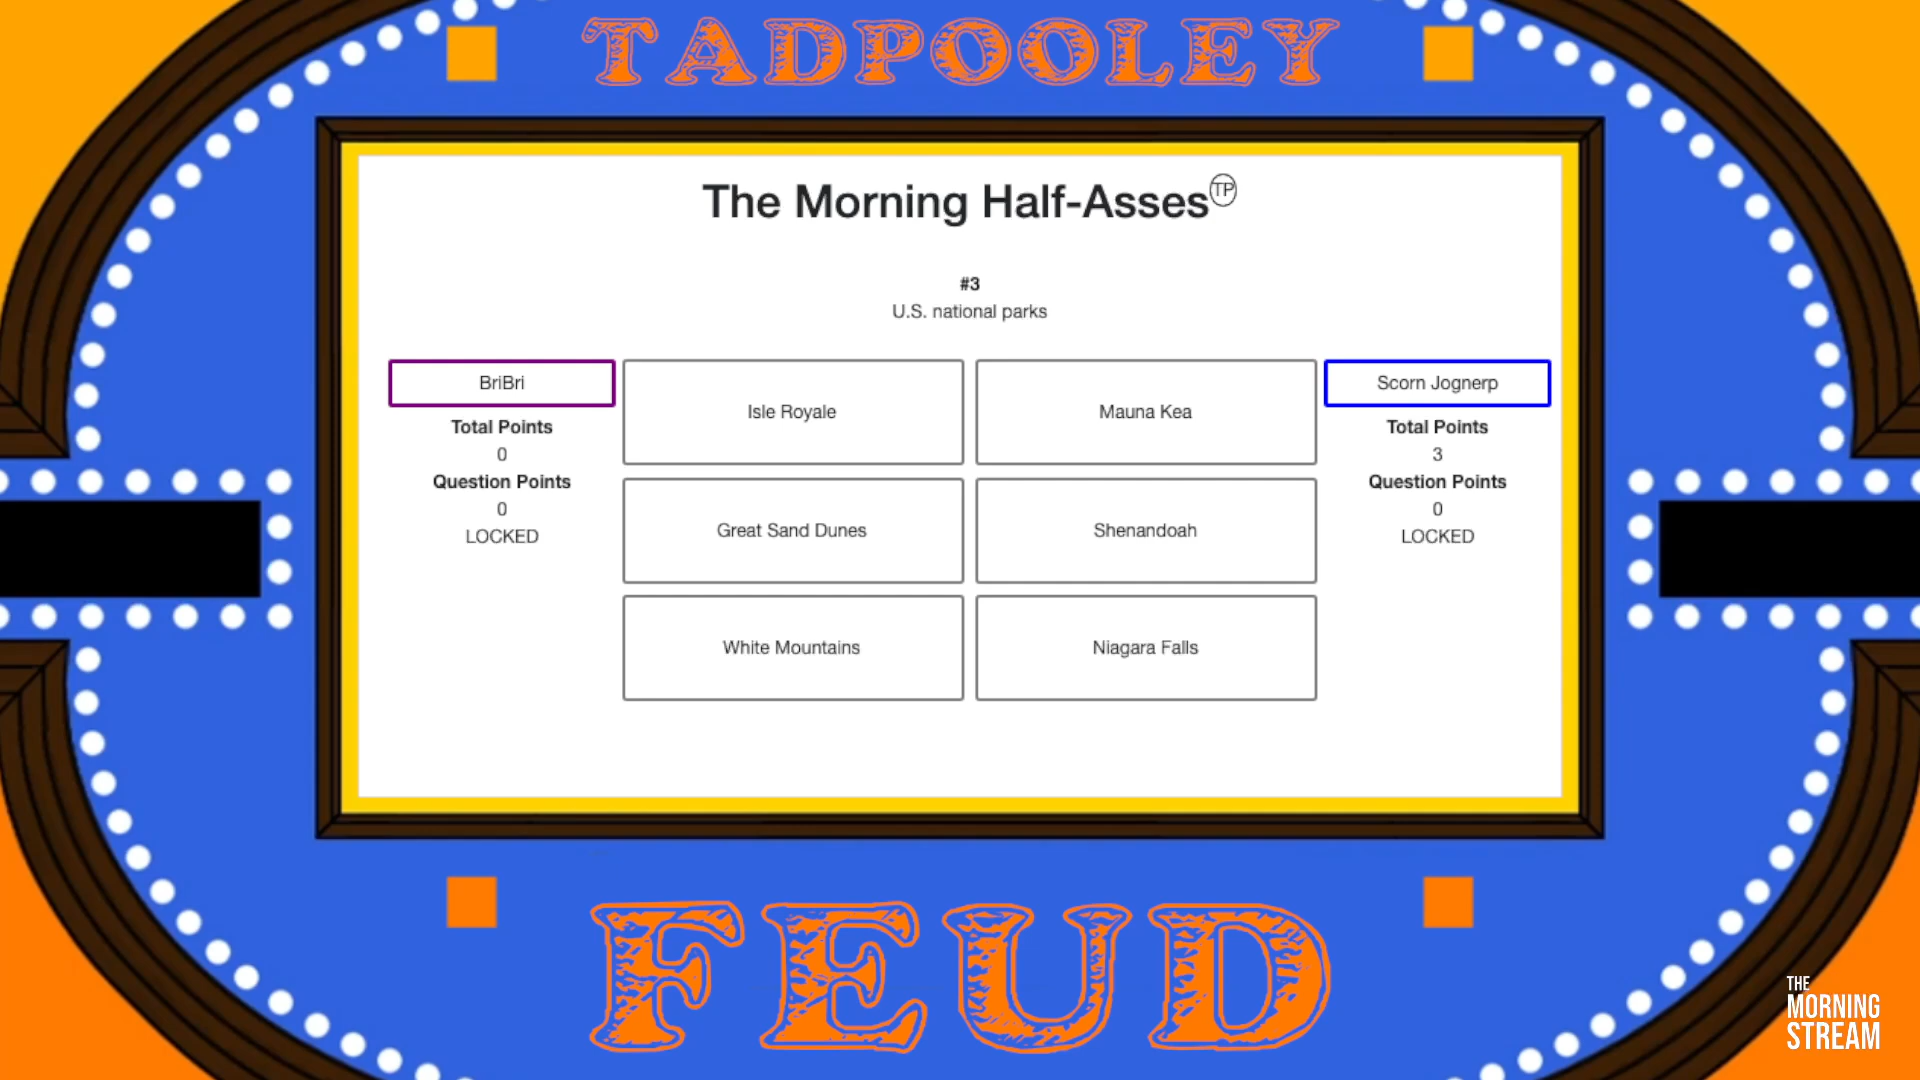 TADPOOLEY
The Morning Half-Asses TP
#3
U.S. national parks
BriBri
Total Points
0
Question Points
0
LOCKED
Isle Royale
Mauna Kea
Great Sand Dunes
Shenandoah
White Mountains
Niagara Falls
Scorn Jognerp
Total Points
3
Question Points
0
LOCKED
FEUD
THE
MORNING
STREAM